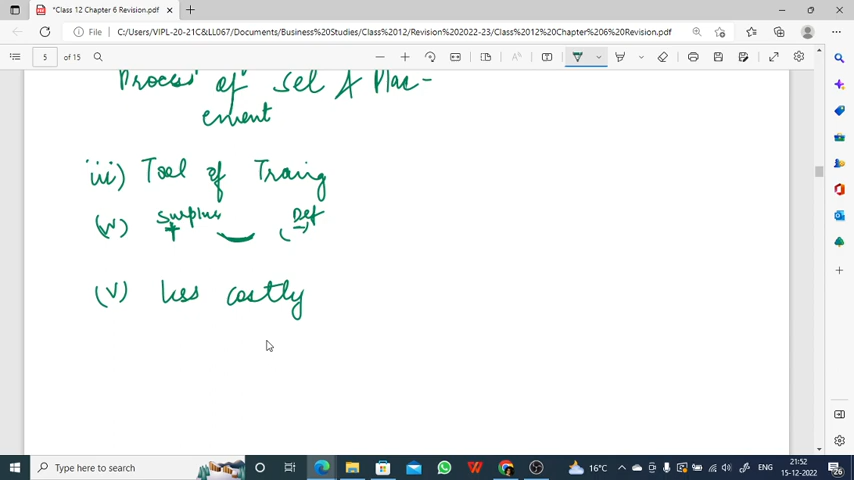 *Class 12 Chapter 6 Revision.pdf
File
C:/Users/VIPL-20-21C&LL067/Documents/Business%20Studies/Class%2012/Revision%202022-23/Class%2012%20Chapter%206%20Revision.pdf
5 of 15
Process of Sel &
ement
iii) Tool of Traing
Surplus Def
+ (-)
(V) less costly
Type here to search
16°C
ENG
21:52
15-12-2022
26